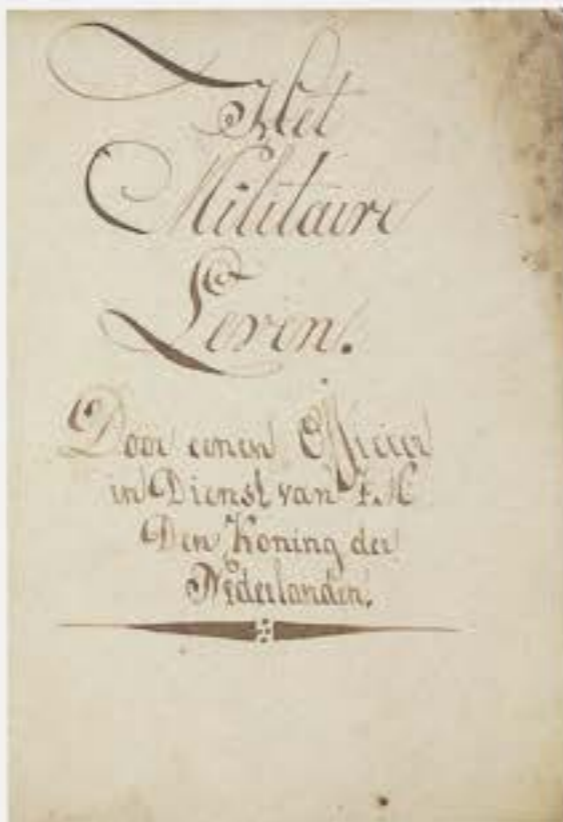 Het
Militaire
Leven.
Door eenen Officier
in Dienst van Z.M
Den Koning der
Nederlanden.